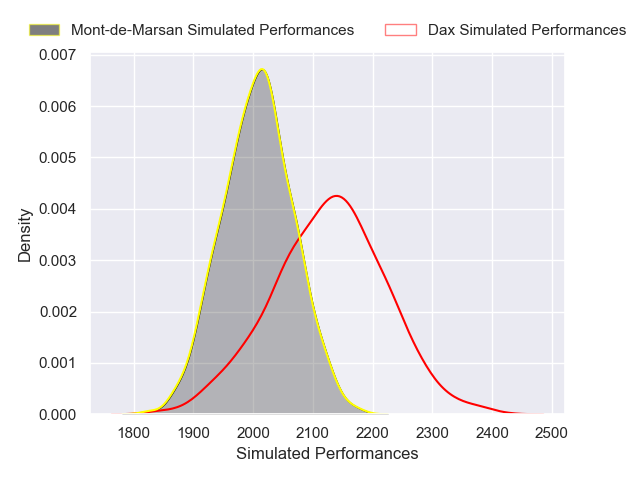 Mont-de-Marsan Simulated Performances
Dax Simulated Performances
0.007
0.006
0.005
0.004
0.003
0.002
0.001
0.000
Density
1800 1900 2000 2100 2200 2300 2400 2500
Simulated Performances